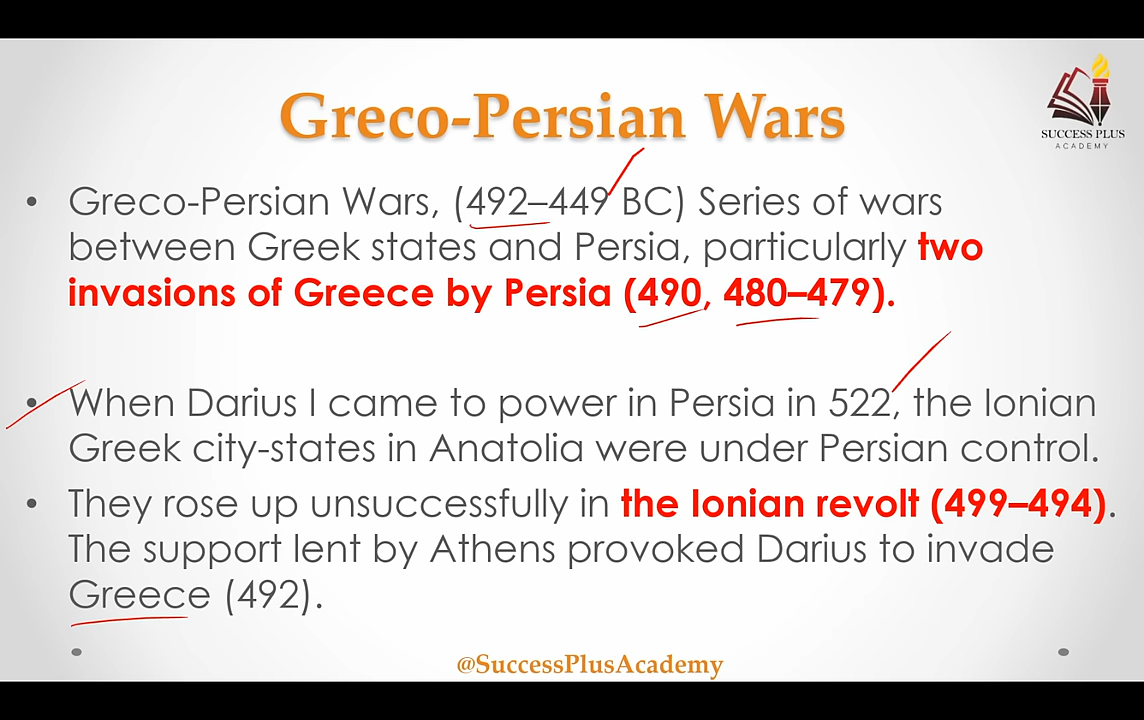 Greco-Persian Wars
SUCCESS PLUS
ACADEMY
• Greco-Persian Wars, (492–449 BC) Series of wars
between Greek states and Persia, particularly two
invasions of Greece by Persia (490, 480–479).
• When Darius I came to power in Persia in 522, the Ionian
Greek city-states in Anatolia were under Persian control.
• They rose up unsuccessfully in the Ionian revolt (499–494).
The support lent by Athens provoked Darius to invade
Greece (492).
@SuccessPlusAcademy